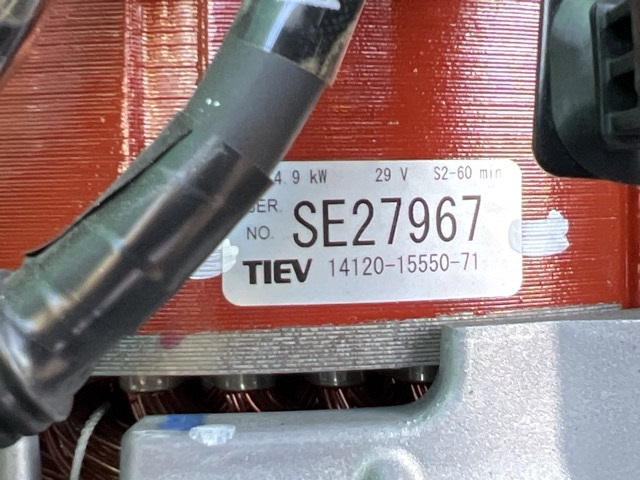 4.9 kW 29 V S2-60 min
SER.
NO. SE27967
TIEV 14120-15550-71